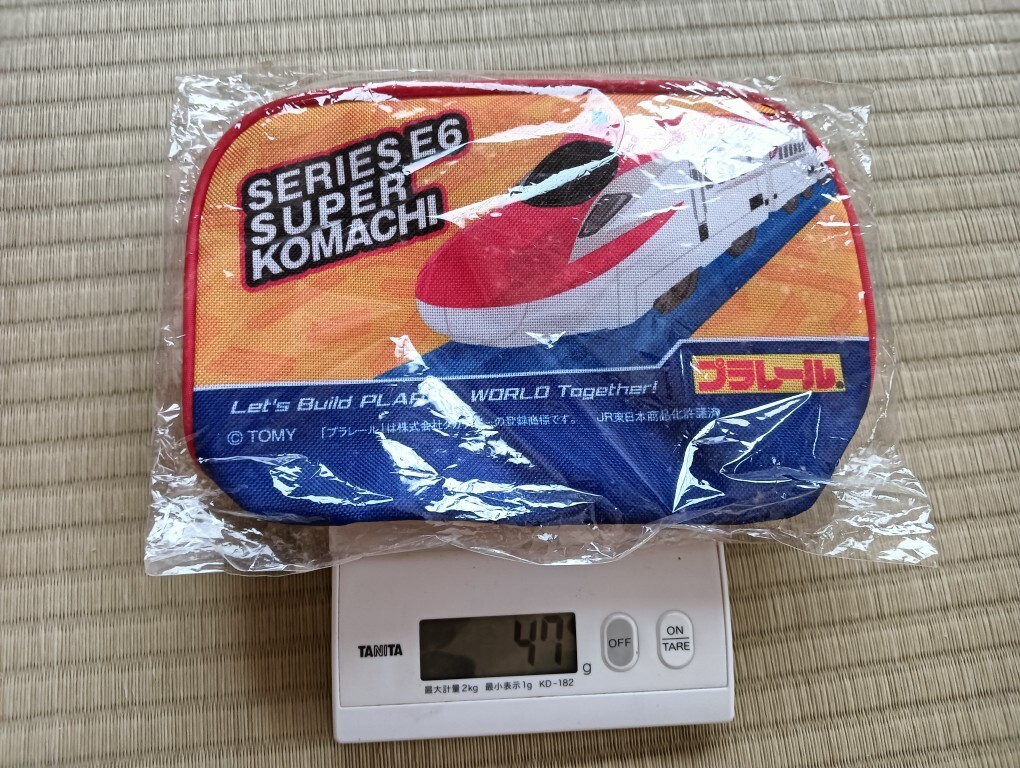 SERIES E6
SUPER
KOMACHI
プラレール
Let's Build WORLD Together!
© TOMY 「プラレール」は株式会社 の登録商標です。 JR東日本商品化許諾済
TANITA
47 g
OFF
ON
TARE
最大計量2kg 最小表示1g KD-182